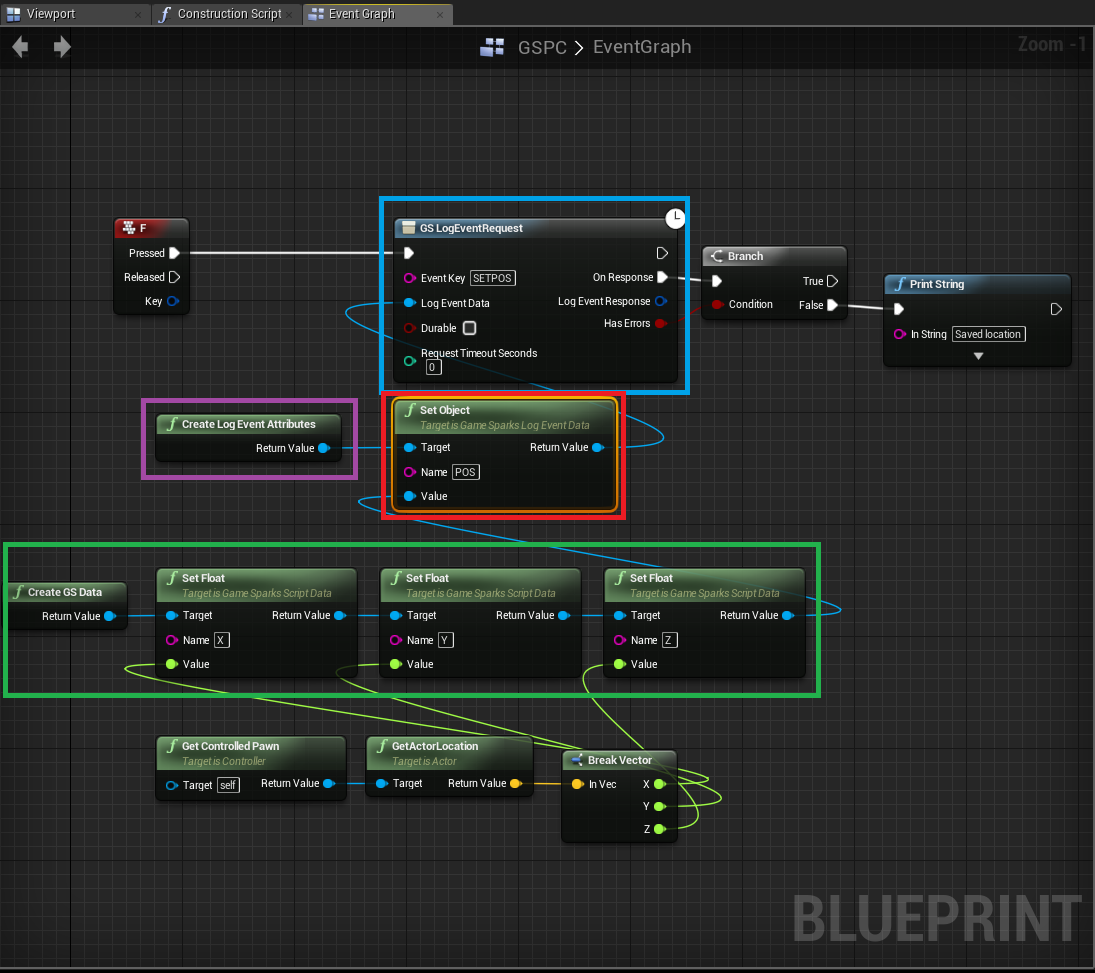 Viewport
Construction Script
Event Graph
GSPC > EventGraph
Zoom -1
F
Pressed
Released
Key
GS LogEventRequest
Event Key SETPOS
On Response
Log Event Data
Log Event Response
Durable
Has Errors
Request Timeout Seconds
0
Branch
True
Condition
False
Print String
In String Saved location
Create Log Event Attributes
Return Value
Set Object
Target is Game Sparks Log Event Data
Target Return Value
Name POS
Value
Create GS Data
Return Value
Set Float
Target is Game Sparks Script Data
Target Return Value
Name X
Value
Set Float
Target is Game Sparks Script Data
Target Return Value
Name Y
Value
Set Float
Target is Game Sparks Script Data
Target Return Value
Name Z
Value
Get Controlled Pawn
Target is Controller
Target self Return Value
GetActorLocation
Target is Actor
Target Return Value
Break Vector
In Vec X
Y
Z
BLUEPRINT